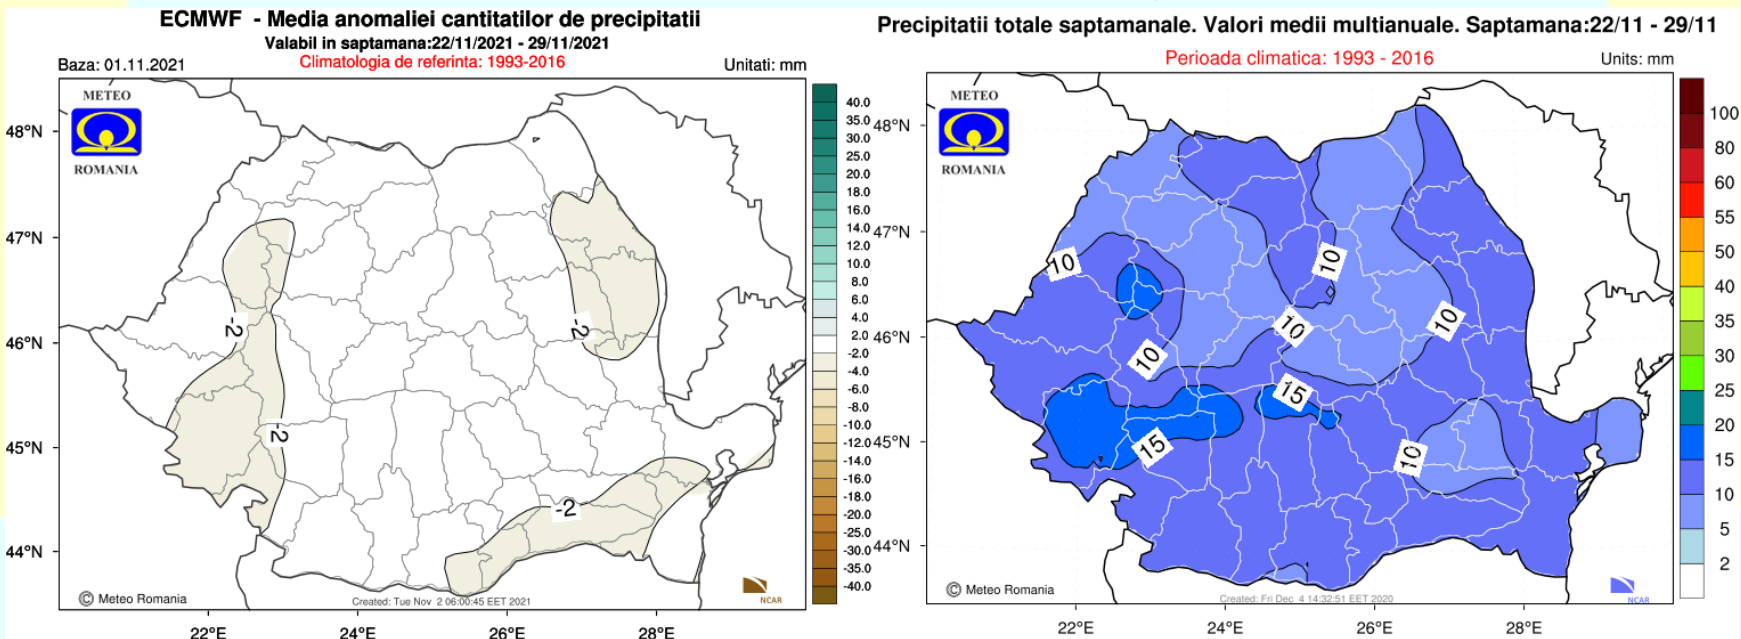 ECMWF - Media anomaliei cantitatilor de precipitatii
Valabil in saptamana:22/11/2021 - 29/11/2021
Baza: 01.11.2021
Climatologia de referinta: 1993-2016
Unitati: mm
METEO
ROMANIA
48°N
47°N
46°N
45°N
44°N
22°E
24°E
26°E
28°E
-2
-2
-2
-2
© Meteo Romania
Created: Tue Nov 2 06:00:45 EET 2021
NCAR
40.0
35.0
30.0
25.0
20.0
18.0
16.0
14.0
12.0
10.0
8.0
6.0
4.0
2.0
-2.0
-4.0
-6.0
-8.0
-10.0
-12.0
-14.0
-16.0
-18.0
-20.0
-25.0
-30.0
-35.0
-40.0
Precipitatii totale saptamanale. Valori medii multianuale. Saptamana:22/11 - 29/11
Perioada climatica: 1993 - 2016
Units: mm
METEO
ROMANIA
48°N
47°N
46°N
45°N
44°N
22°E
24°E
26°E
28°E
10
10
10
10
10
15
15
10
© Meteo Romania
Created: Fri Dec 4 14:32:51 EET 2020
NCAR
100
80
60
55
50
40
35
30
25
20
15
10
5
2